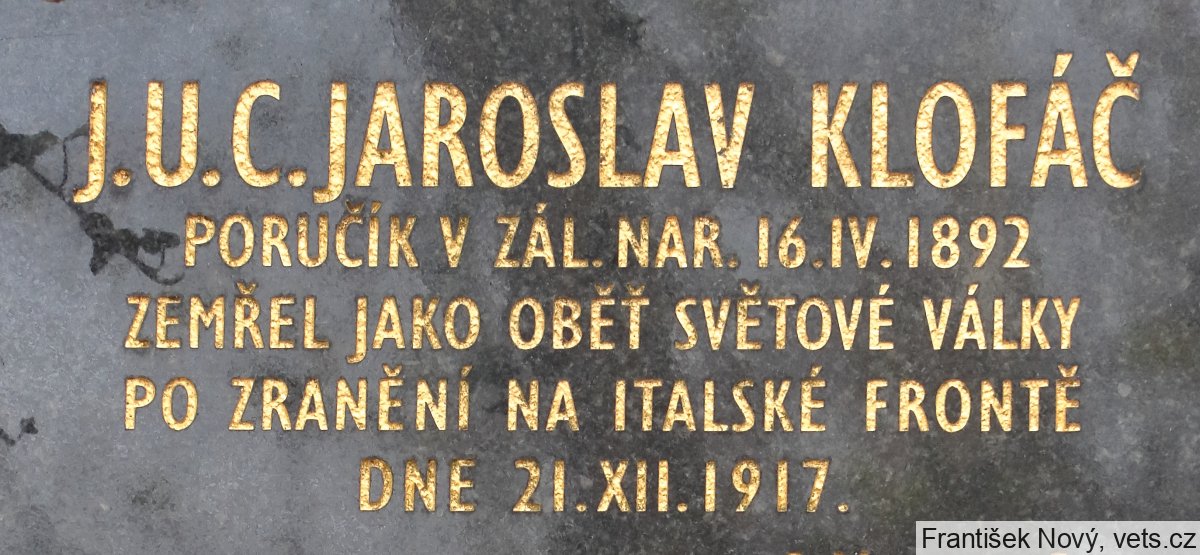 J.U.C.JAROSLAV KLOFÁČ
PORUČÍK V ZÁL. NAR. 16.IV. 1892
ZEMŘEL JAKO OBĚŤ SVĚTOVÉ VÁLKY
PO ZRANĚNÍ NA ITALSKÉ FRONTĚ
DNE 21.XII.1917.
František Nový, vets.cz